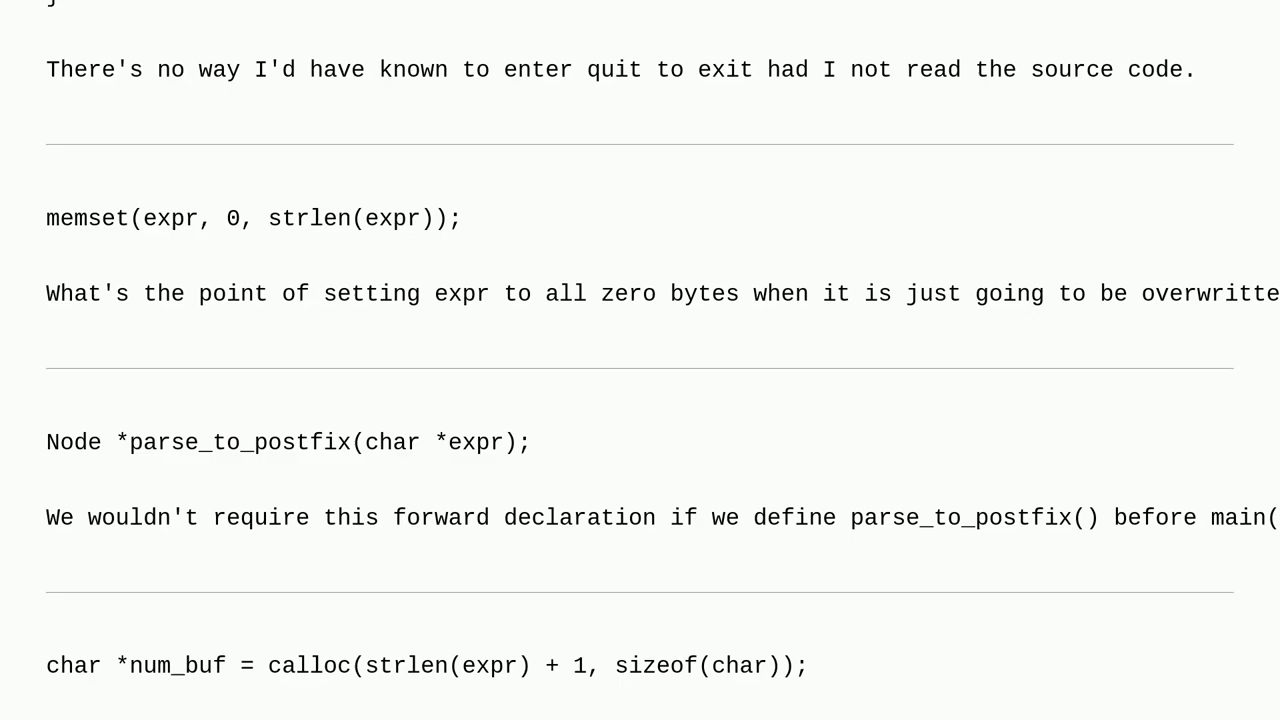 }
There's no way I'd have known to enter quit to exit had I not read the source code.
memset(expr, 0, strlen(expr));
What's the point of setting expr to all zero bytes when it is just going to be overwritte
Node *parse_to_postfix(char *expr);
We wouldn't require this forward declaration if we define parse_to_postfix() before main(
char *num_buf = calloc(strlen(expr) + 1, sizeof(char));